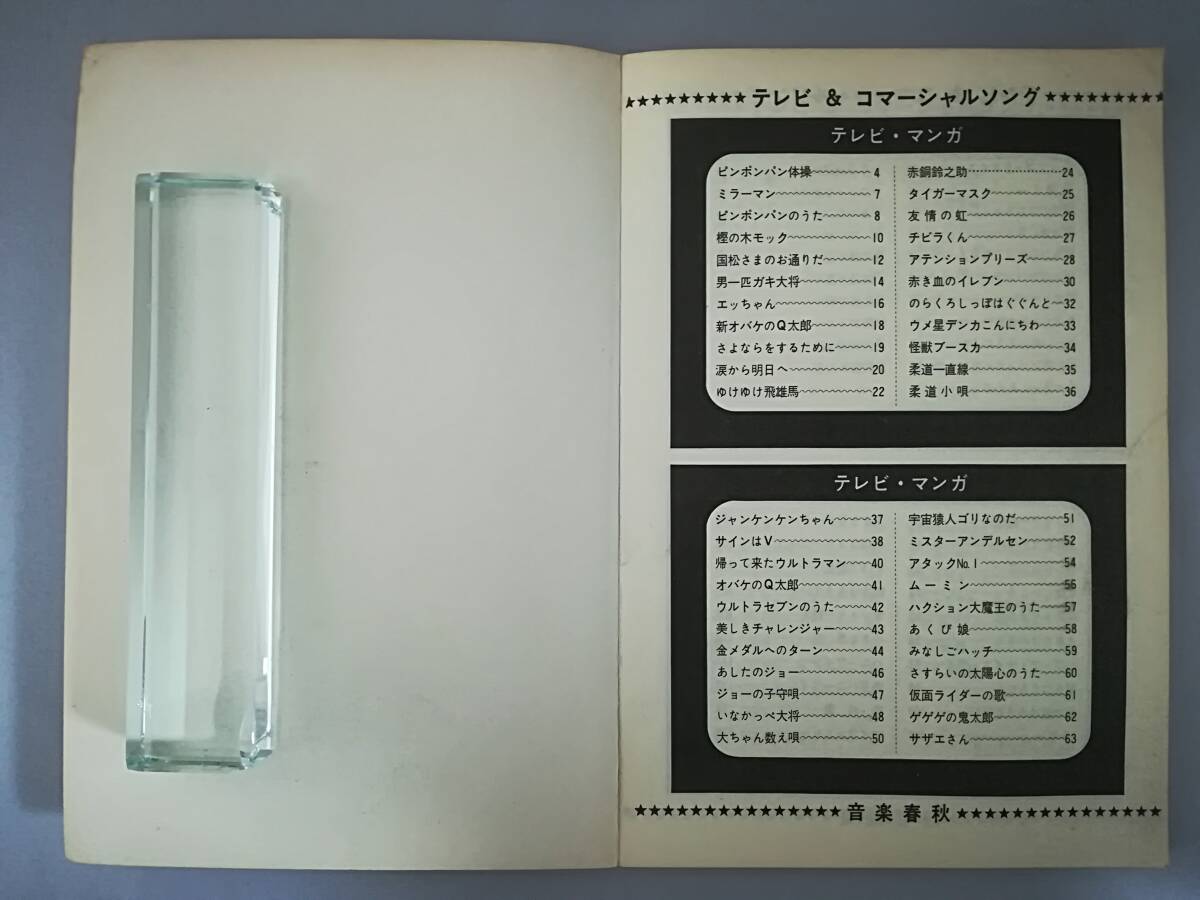 ★★★★★★★★★ テレビ & コマーシャルソング ★★★★★★★★★
テレビ・マンガ
ピンポンパン体操 4
ミラーマン 7
ピンポンパンのうた 8
樫の木モック 10
国松さまのお通りだ 12
男一匹ガキ大将 14
エッちゃん 16
新オバケのQ太郎 18
さよならをするために 19
涙から明日へ 20
ゆけゆけ飛雄馬 22
赤銅鈴之助 24
タイガーマスク 25
友情の虹 26
チビラくん 27
アテンションプリーズ 28
赤き血のイレブン 30
のらくろしっぽはぐぐんと 32
ウメ星デンカこんにちわ 33
怪獣ブースカ 34
柔道一直線 35
柔道小唄 36
テレビ・マンガ
ジャンケンケンちゃん 37
サインはV 38
帰って来たウルトラマン 40
オバケのQ太郎 41
ウルトラセブンのうた 42
美しきチャレンジャー 43
金メダルへのターン 44
あしたのジョー 46
ジョーの子守唄 47
いなかっぺ大将 48
大ちゃん数え唄 50
宇宙猿人ゴリなのだ 51
ミスターアンデルセン 52
アタックNo.1 54
ムーミン 56
ハクション大魔王のうた 57
あくび娘 58
みなしごハッチ 59
さすらいの太陽心のうた 60
仮面ライダーの歌 61
ゲゲゲの鬼太郎 62
サザエさん 63
★★★★★★★★★★★★★★★ 音楽春秋 ★★★★★★★★★★★★★★★